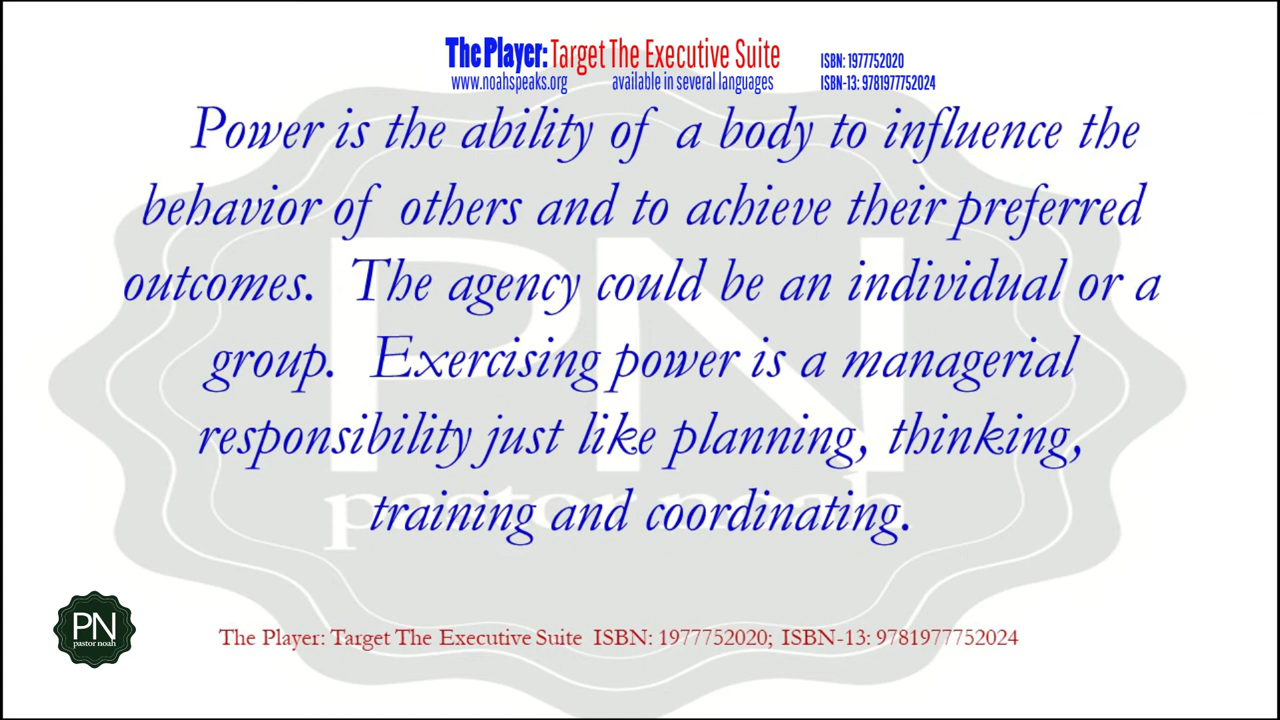 The Player: Target The Executive Suite ISBN: 1977752020
www.noahspeaks.org available in several languages ISBN-13: 9781977752024
Power is the ability of a body to influence the
behavior of others and to achieve their preferred
outcomes. The agency could be an individual or a
group. Exercising power is a managerial
responsibility just like planning, thinking,
training and coordinating.
PN
pastor noah
PN
pastor noah
The Player: Target The Executive Suite ISBN: 1977752020; ISBN-13: 9781977752024